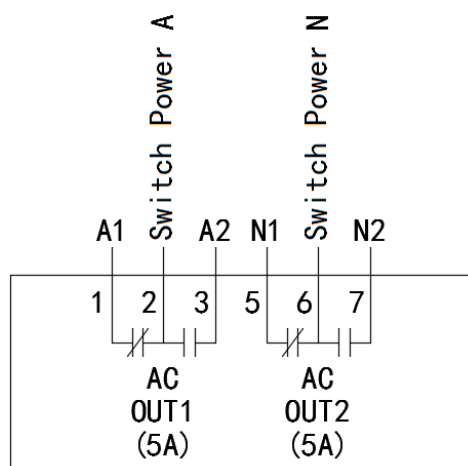 Switch Power A
Switch Power N
A1 A2 N1 N2
1 2 3 5 6 7
AC
OUT1
(5A)
AC
OUT2
(5A)